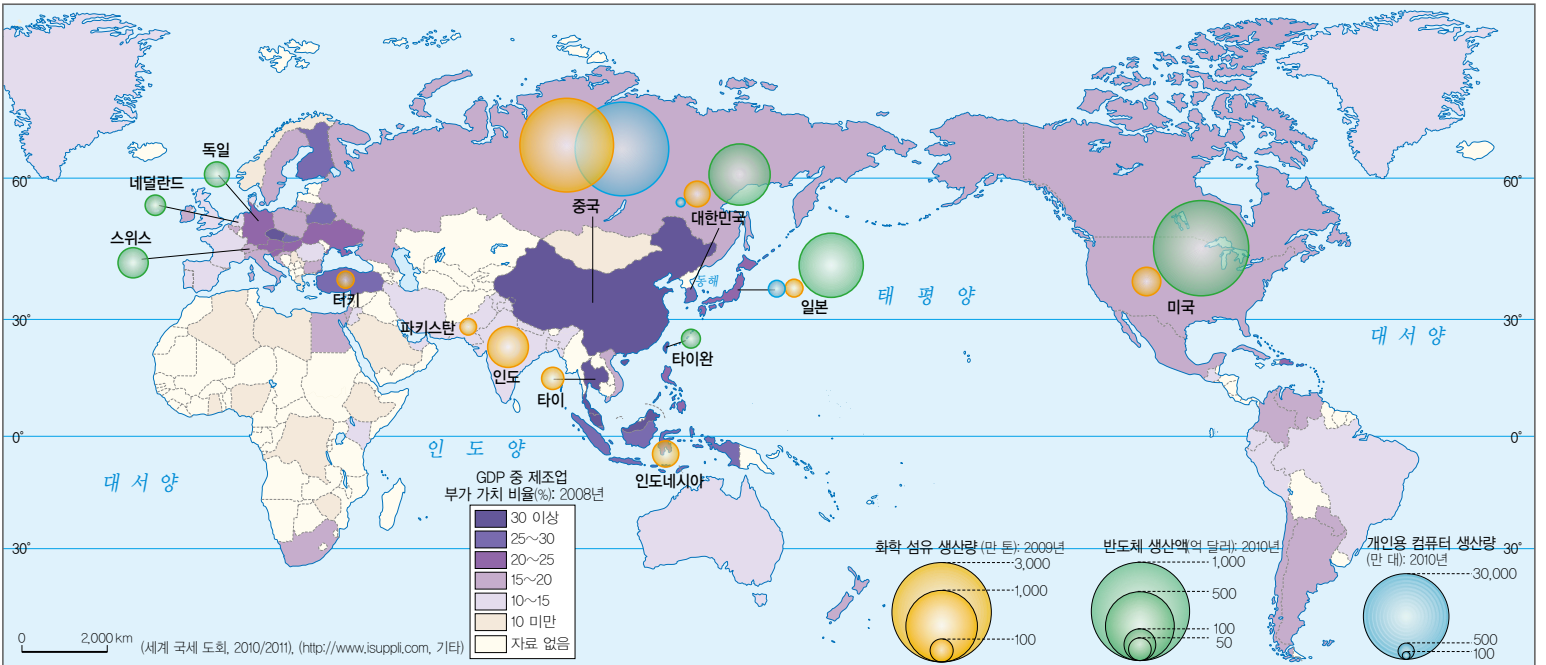 독일
네덜란드
스위스
터키
파키스탄
인도
타이
중국
대한민국
동해
일본
타이완
인도네시아
미국
태평양
대서양
인도양
대서양
60°
30°
0°
30°
60°
30°
0°
30°
GDP 중 제조업
부가 가치 비율(%): 2008년
30 이상
25~30
20~25
15~20
10~15
10 미만
자료 없음
화학 섬유 생산량 (만 톤): 2009년
3,000
1,000
100
반도체 생산액(억 달러): 2010년
1,000
500
100
50
개인용 컴퓨터 생산량
(만 대): 2010년
30,000
500
100
0 2,000 km
(세계 국세 도회, 2010/2011), (http://www.isuppli.com, 기타)